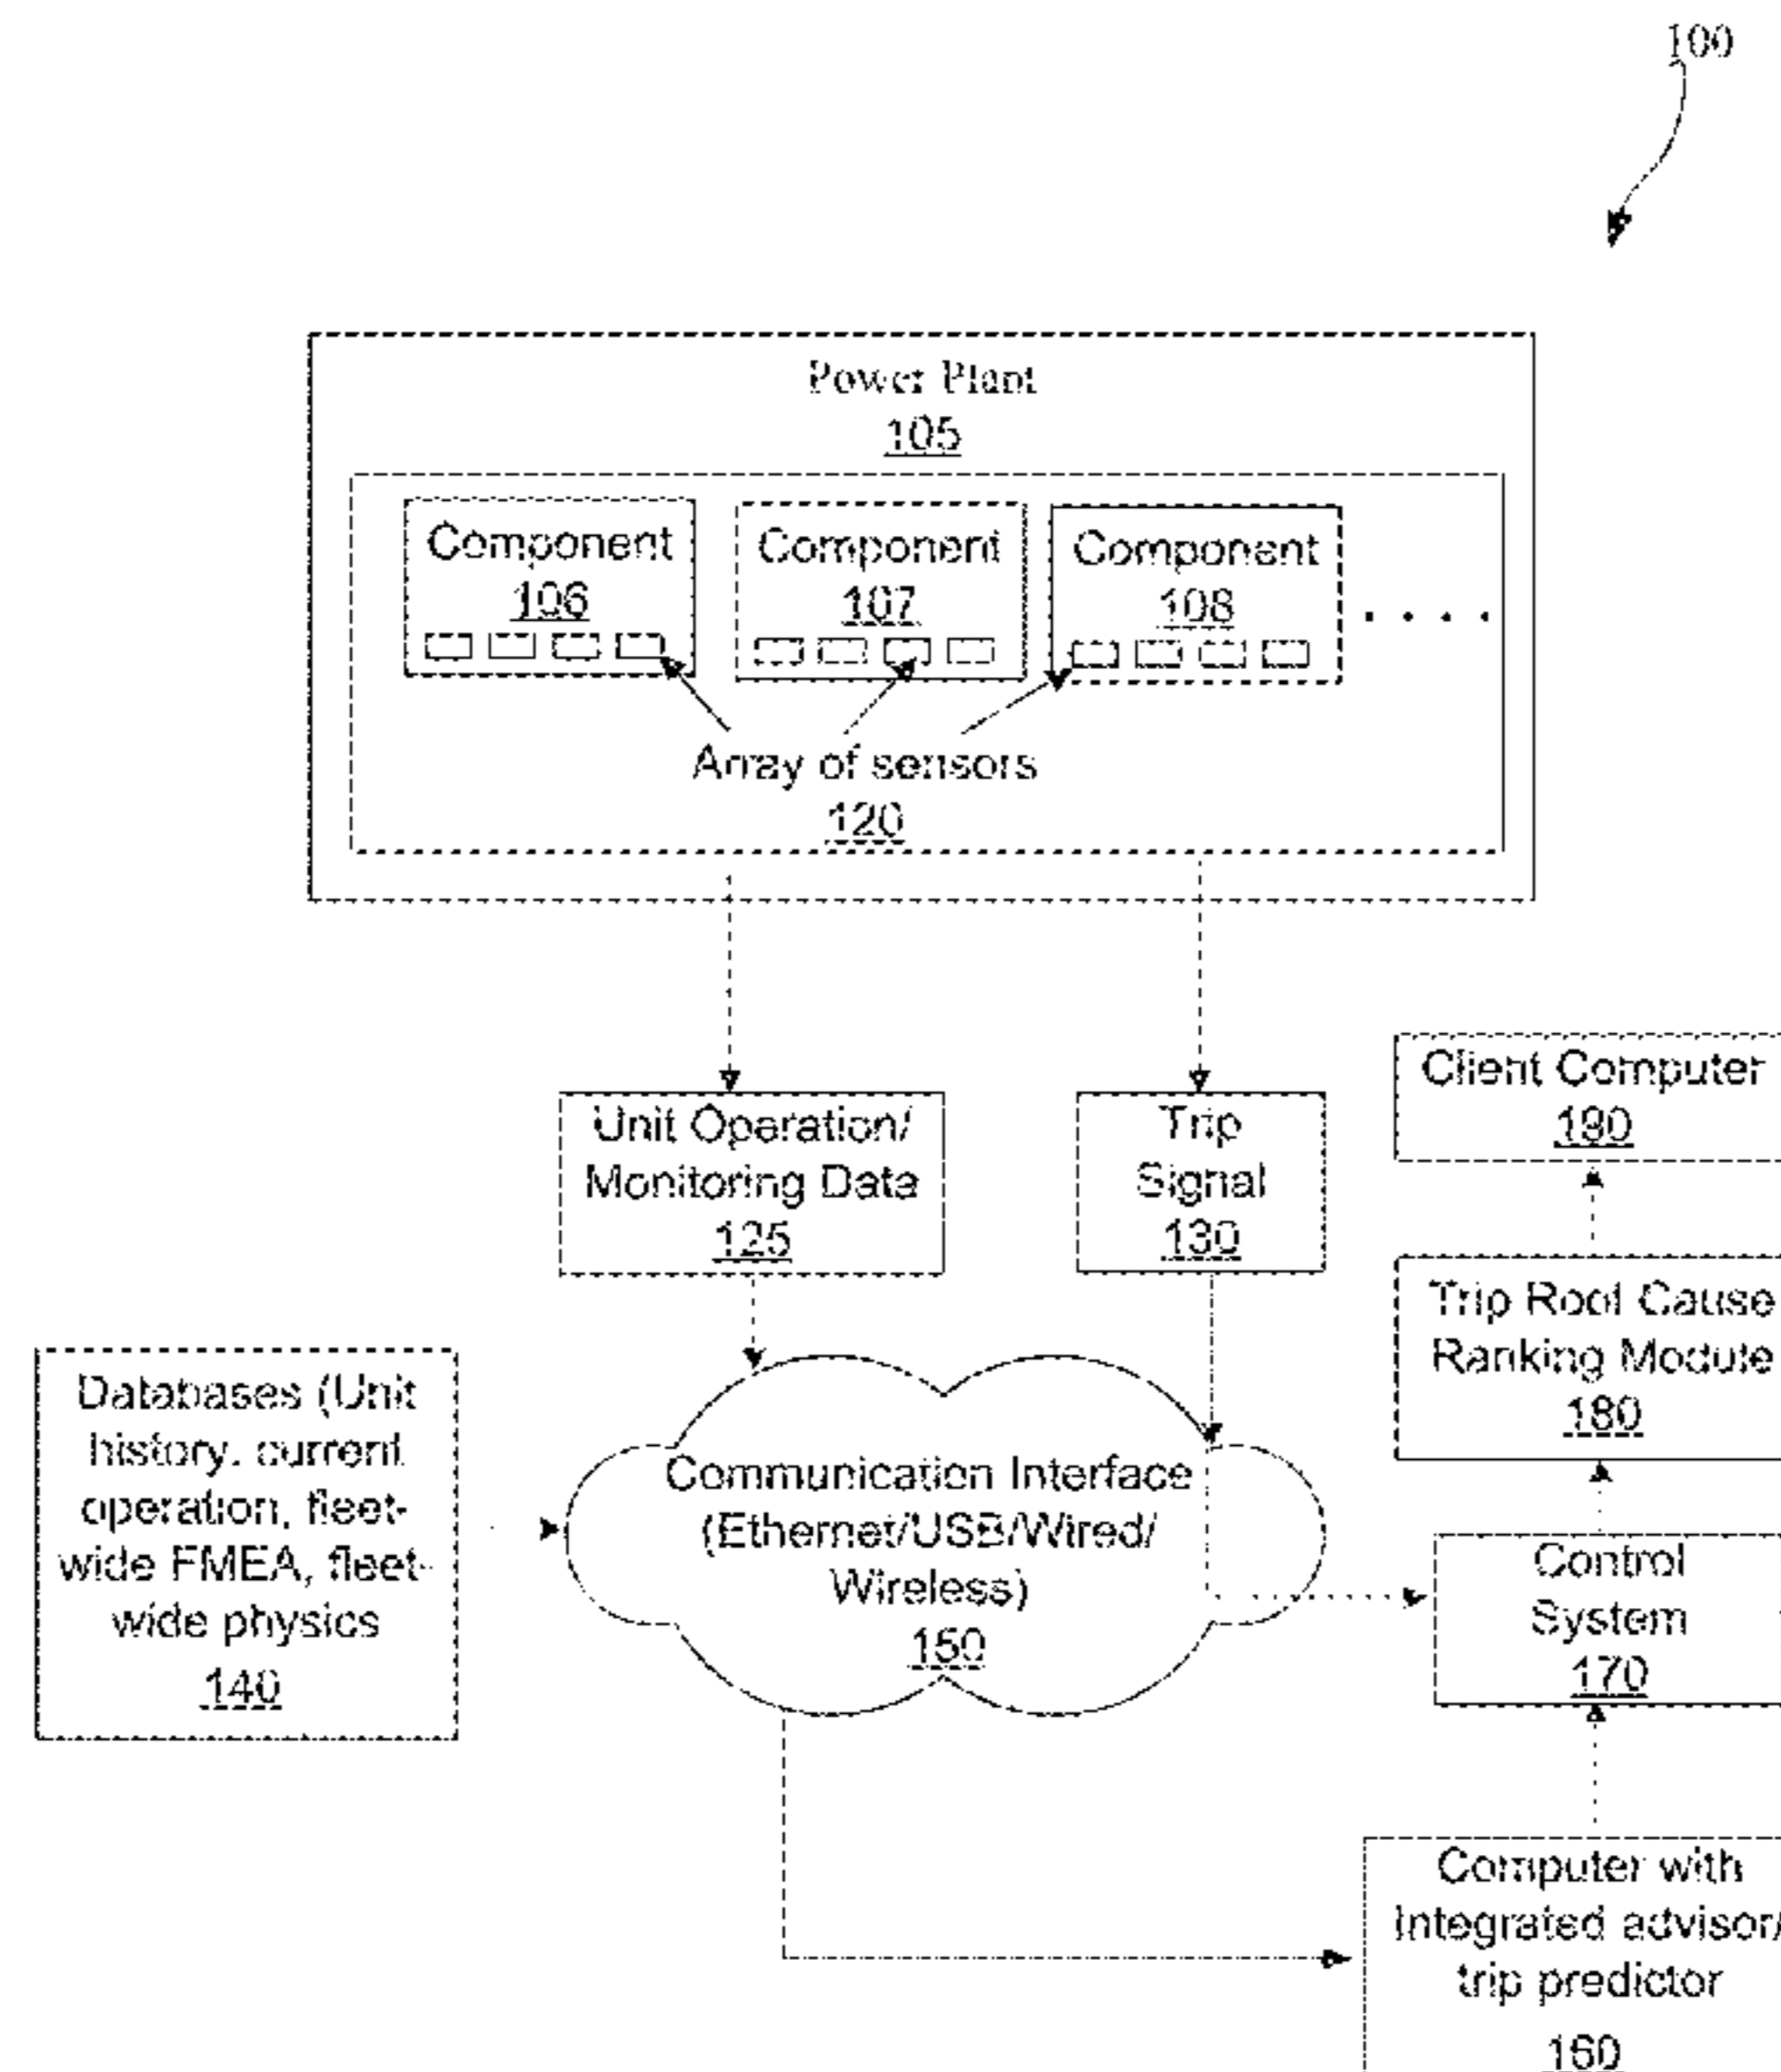 100
Power Plant
105
Component
106
Component
107
Component
108
. . . .
Array of sensors
120
Unit Operation/
Monitoring Data
125
Trip
Signal
130
Client Computer
190
Trip Root Cause
Ranking Module
180
Databases (Unit
history, current
operation, fleet-
wide FMEA, fleet-
wide physics
140
Communication Interface
(Ethernet/USB/Wired/
Wireless)
150
Control
System
170
Computer with
Integrated advisor/
trip predictor
160